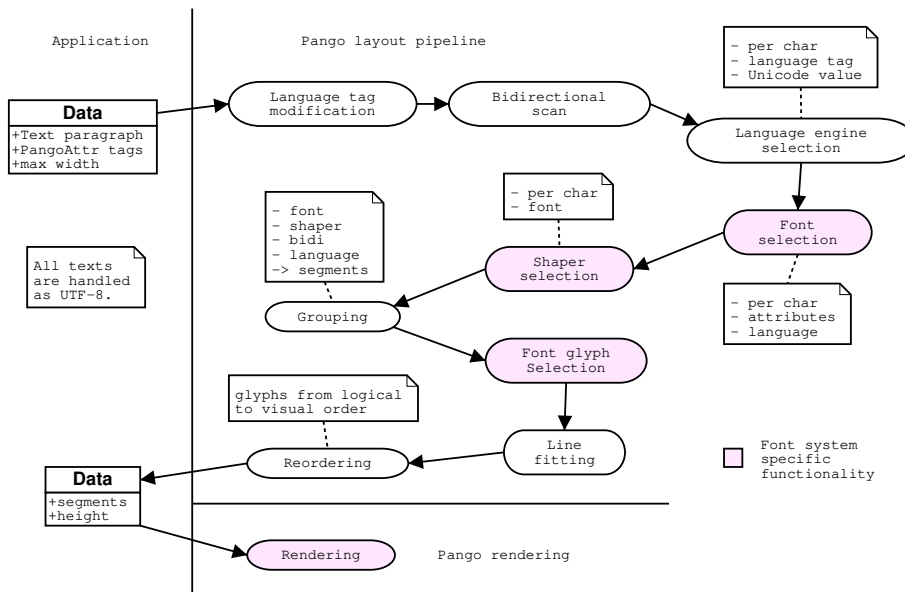 Application
Pango layout pipeline
- per char
- language tag
- Unicode value
Data
+Text paragraph
+PangoAttr tags
+max width
Language tag
modification
Bidirectional
scan
Language engine
selection
- per char
- font
- font
- shaper
- bidi
- language
-> segments
Font
selection
All texts
are handled
as UTF-8.
Shaper
selection
- per char
- attributes
- language
Grouping
Font glyph
Selection
glyphs from logical
to visual order
Line
fitting
Reordering
Font system
specific
functionality
Data
+segments
+height
Rendering
Pango rendering